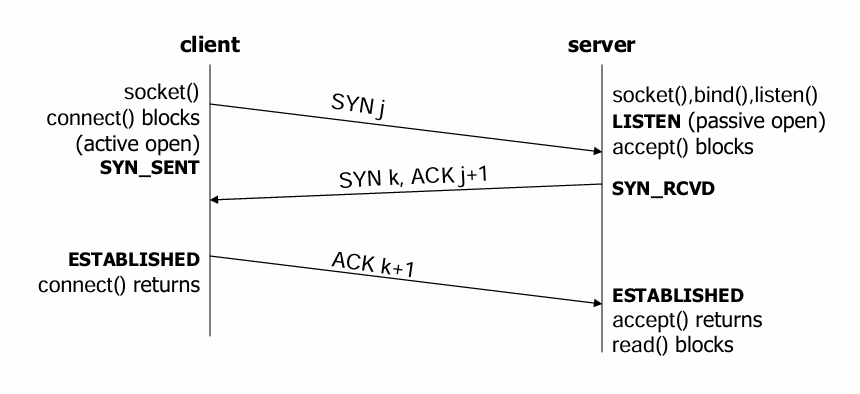 client
server
socket()
connect() blocks
(active open)
SYN_SENT
SYN j
socket(),bind(),listen()
LISTEN (passive open)
accept() blocks
SYN k, ACK j+1
SYN_RCVD
ESTABLISHED
connect() returns
ACK k+1
ESTABLISHED
accept() returns
read() blocks